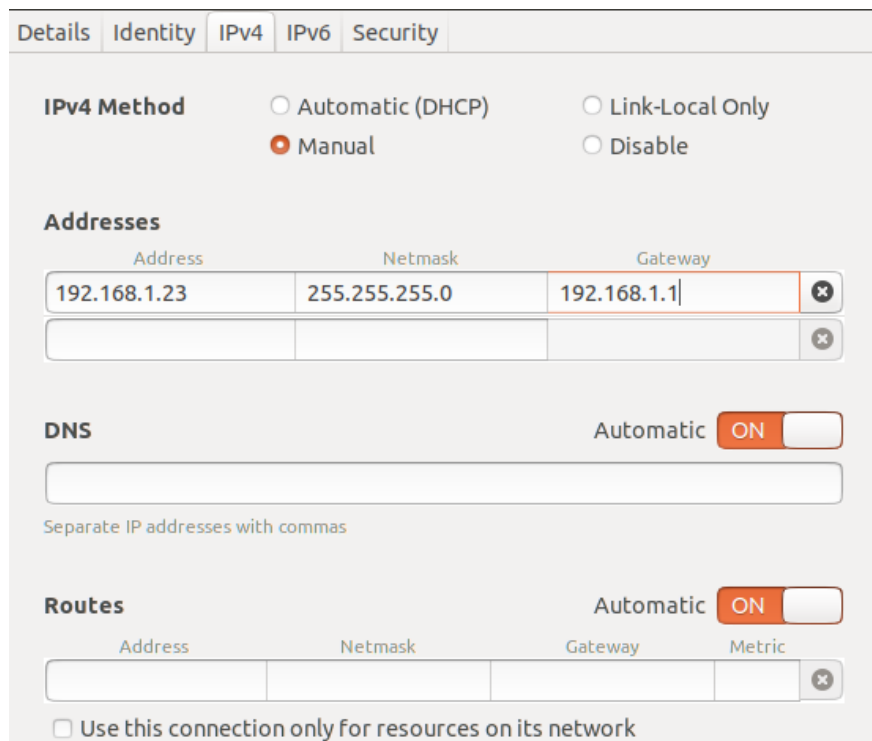 Details Identity IPv4 IPv6 Security
IPv4 Method Automatic (DHCP) Link-Local Only
Manual Disable
Addresses
Address Netmask Gateway
192.168.1.23 255.255.255.0 192.168.1.1
DNS Automatic ON
Separate IP addresses with commas
Routes Automatic ON
Address Netmask Gateway Metric
Use this connection only for resources on its network